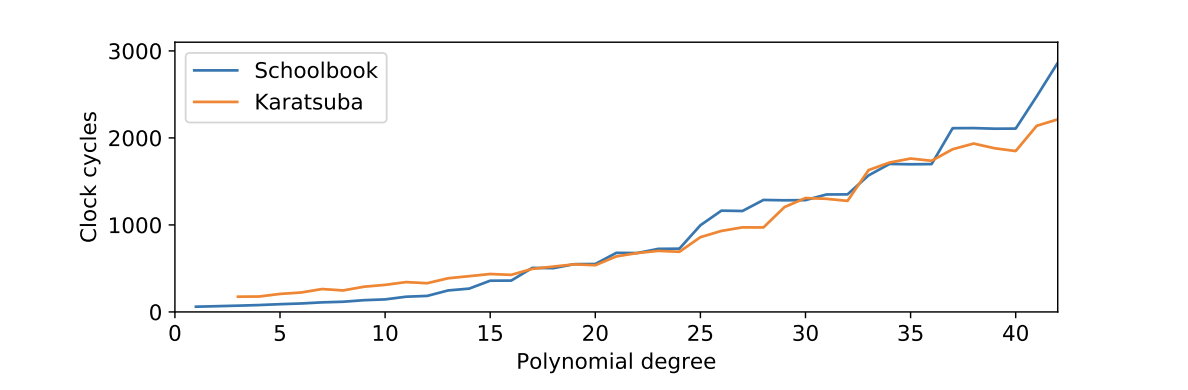 3000
2000
1000
0
Clock cycles
Schoolbook
Karatsuba
0 5 10 15 20 25 30 35 40
Polynomial degree